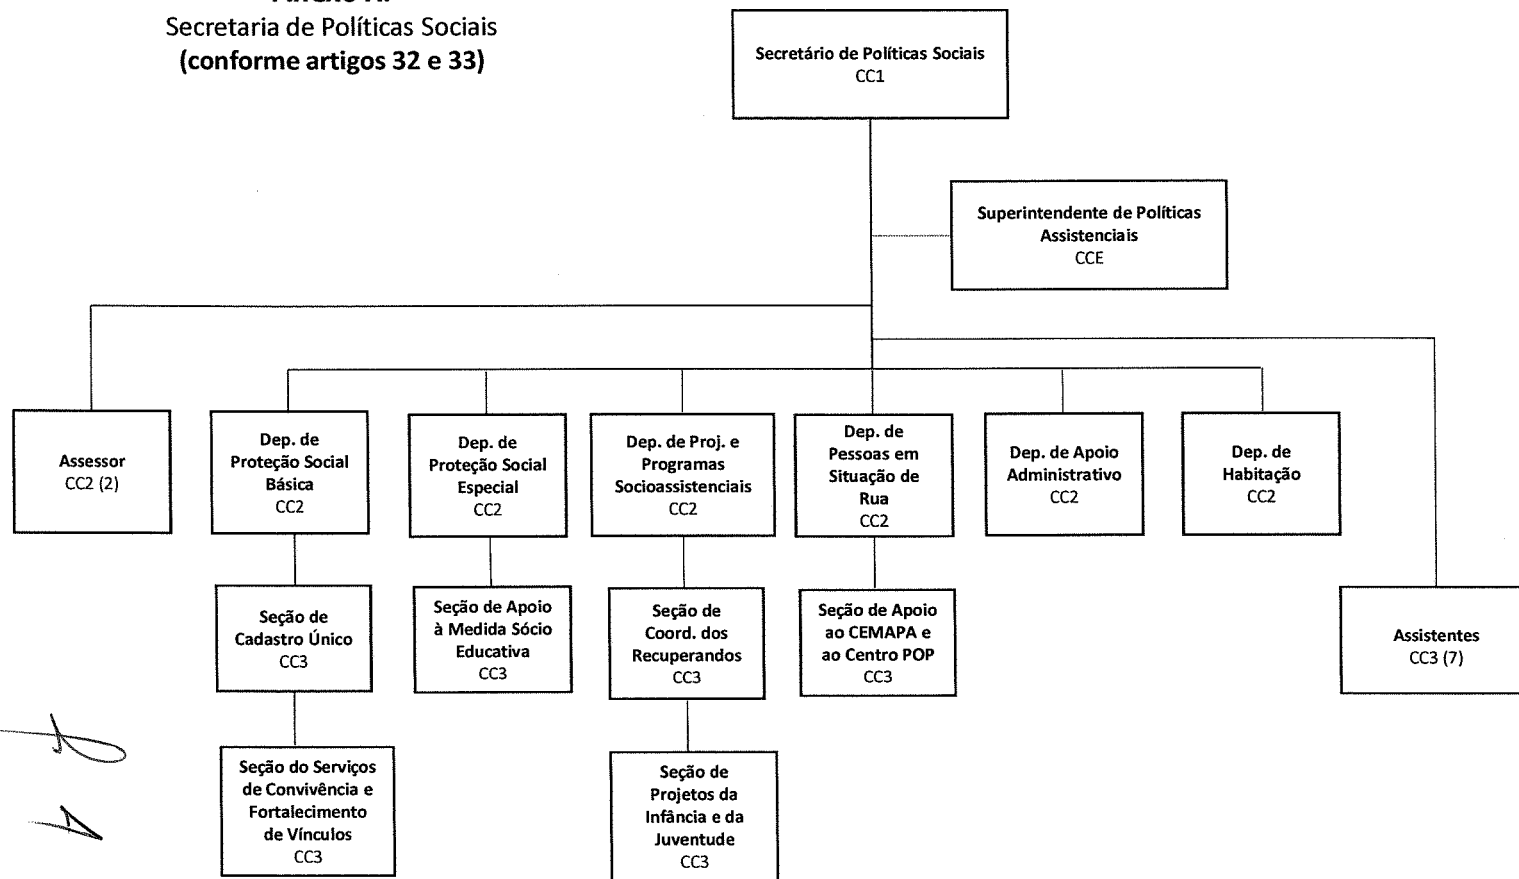 Secretaria de Políticas Sociais
(conforme artigos 32 e 33)
Secretário de Políticas Sociais
CC1
Superintendente de Políticas
Assistenciais
CCE
Assessor
CC2 (2)
Dep. de
Proteção Social
Básica
CC2
Dep. de
Proteção Social
Especial
CC2
Dep. de Proj. e
Programas
Socioassistenciais
CC2
Dep. de
Pessoas em
Situação de
Rua
CC2
Dep. de Apoio
Administrativo
CC2
Dep. de
Habitação
CC2
Seção de
Cadastro Único
CC3
Seção de Apoio
à Medida Sócio
Educativa
CC3
Seção de
Coord. dos
Recuperandos
CC3
Seção de Apoio
ao CEMAPA e
ao Centro POP
CC3
Assistentes
CC3 (7)
Seção do Serviços
de Convivência e
Fortalecimento
de Vínculos
CC3
Seção de
Projetos da
Infância e da
Juventude
CC3